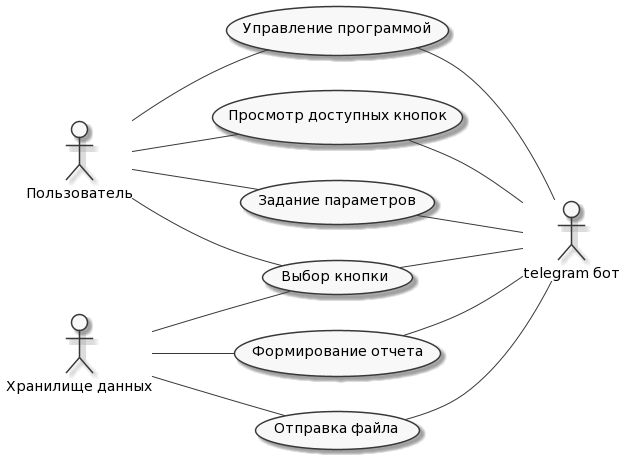 Управление программой
Просмотр доступных кнопок
Пользователь
Задание параметров
telegram бот
Выбор кнопки
Формирование отчета
Хранилище данных
Отправка файла